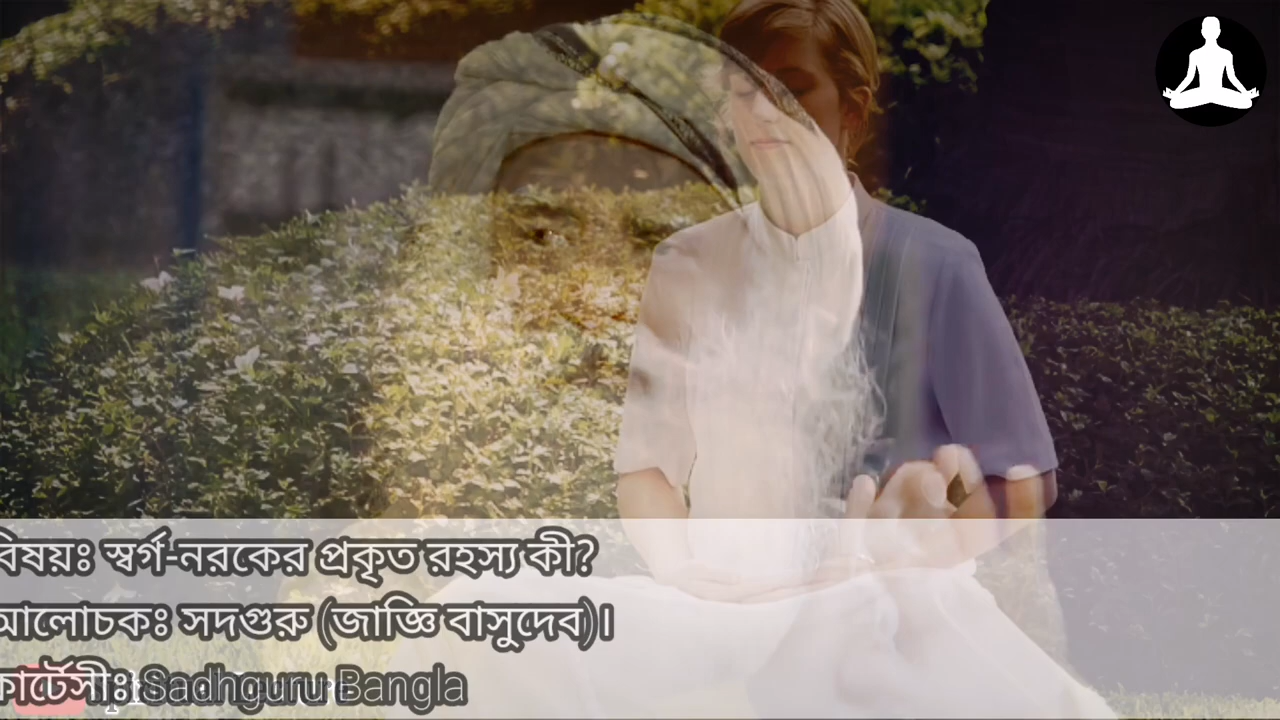 বিষয়ঃ স্বর্গ-নরকের প্রকৃত রহস্য কী?
আলোচকঃ সদগুরু (জাজ্ঞি বাসুদেব)।
কার্টেসীঃ Sadhguru Bangla